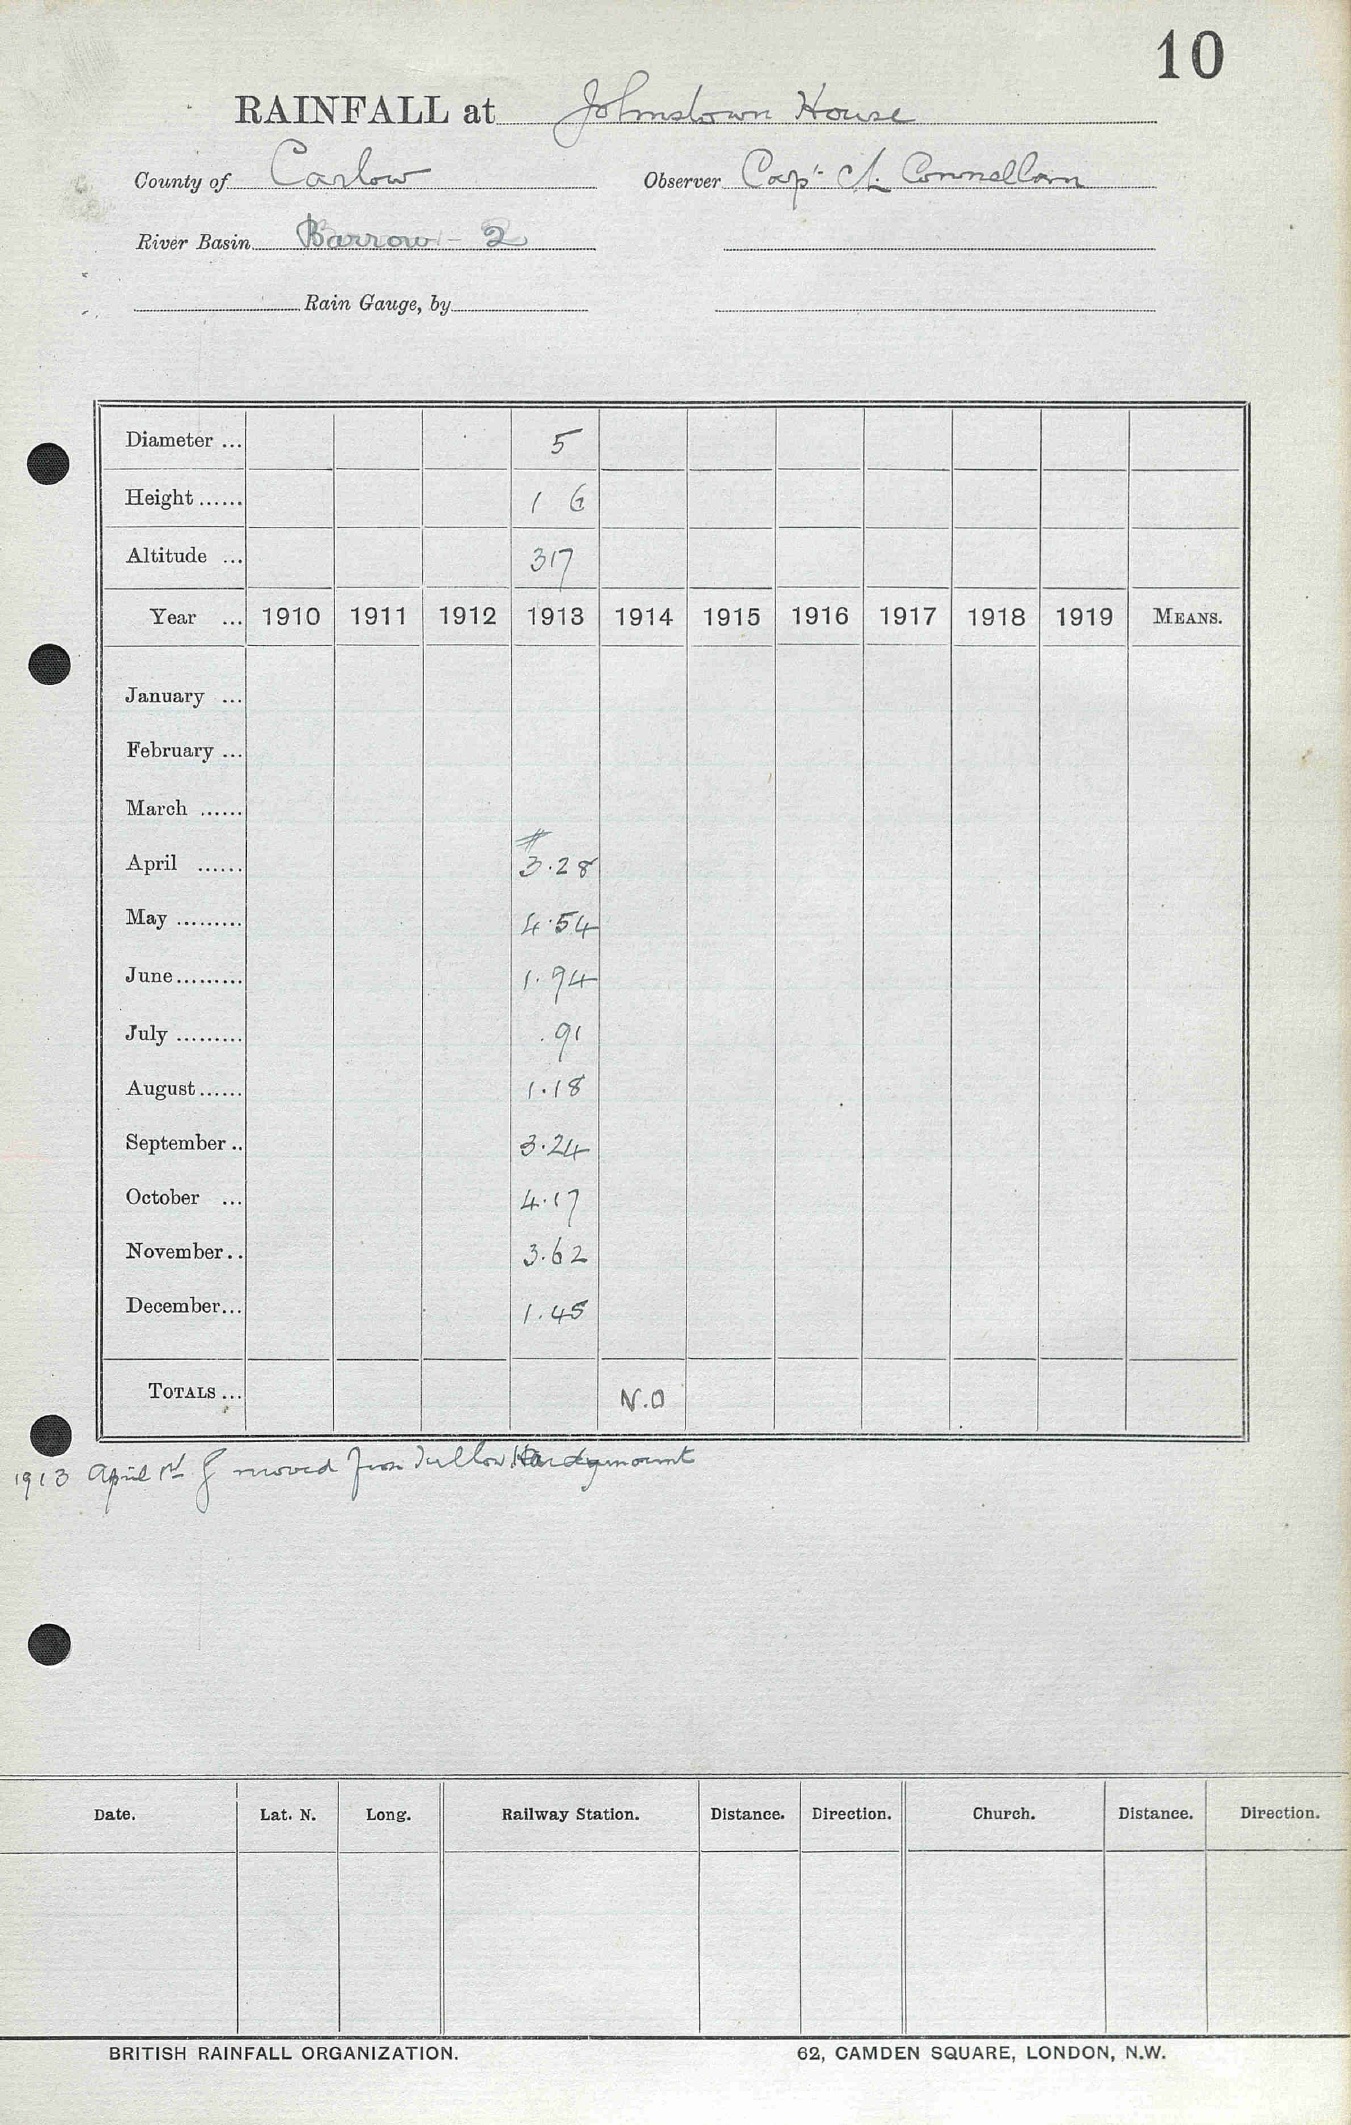 10
RAINFALL at Johnstown House
County of Carlow Observer Capt. Connellan
River Basin Barrow - 2
Rain Gauge, by
Diameter ... 5
Height ...... 1 6
Altitude ... 317
Year ... 1910 1911 1912 1913 1914 1915 1916 1917 1918 1919 MEANS.
January ...
February ...
March ......
April ...... 3.28
May ......... 4.54
June ......... 1.94
July ......... .91
August ...... 1.18
September .. 3.24
October ... 4.17
November .. 3.62
December ... 1.45
TOTALS ... N.O
1913 April 1st G moved from Tullow Hardymount
Date. Lat. N. Long. Railway Station. Distance. Direction. Church. Distance. Direction.
BRITISH RAINFALL ORGANIZATION. 62, CAMDEN SQUARE, LONDON, N.W.